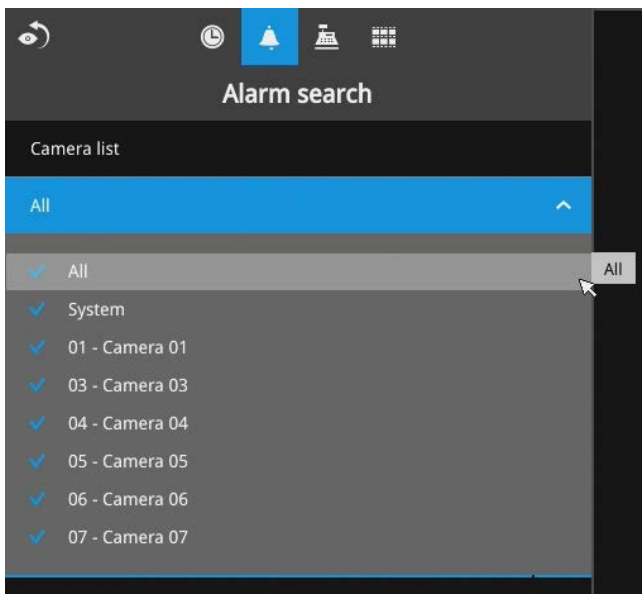 Alarm search
Camera list
All
All
All
System
01 - Camera 01
03 - Camera 03
04 - Camera 04
05 - Camera 05
06 - Camera 06
07 - Camera 07